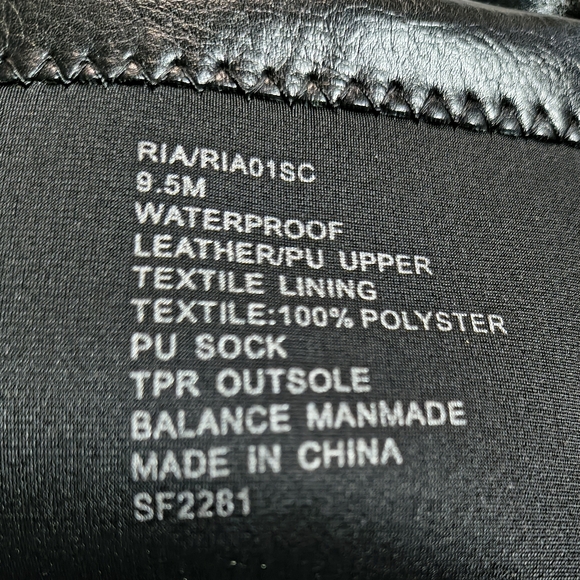 RIA/RIA01SC
9.5M
WATERPROOF
LEATHER/PU UPPER
TEXTILE LINING
TEXTILE:100% POLYSTER
PU SOCK
TPR OUTSOLE
BALANCE MANMADE
MADE IN CHINA
SF2281